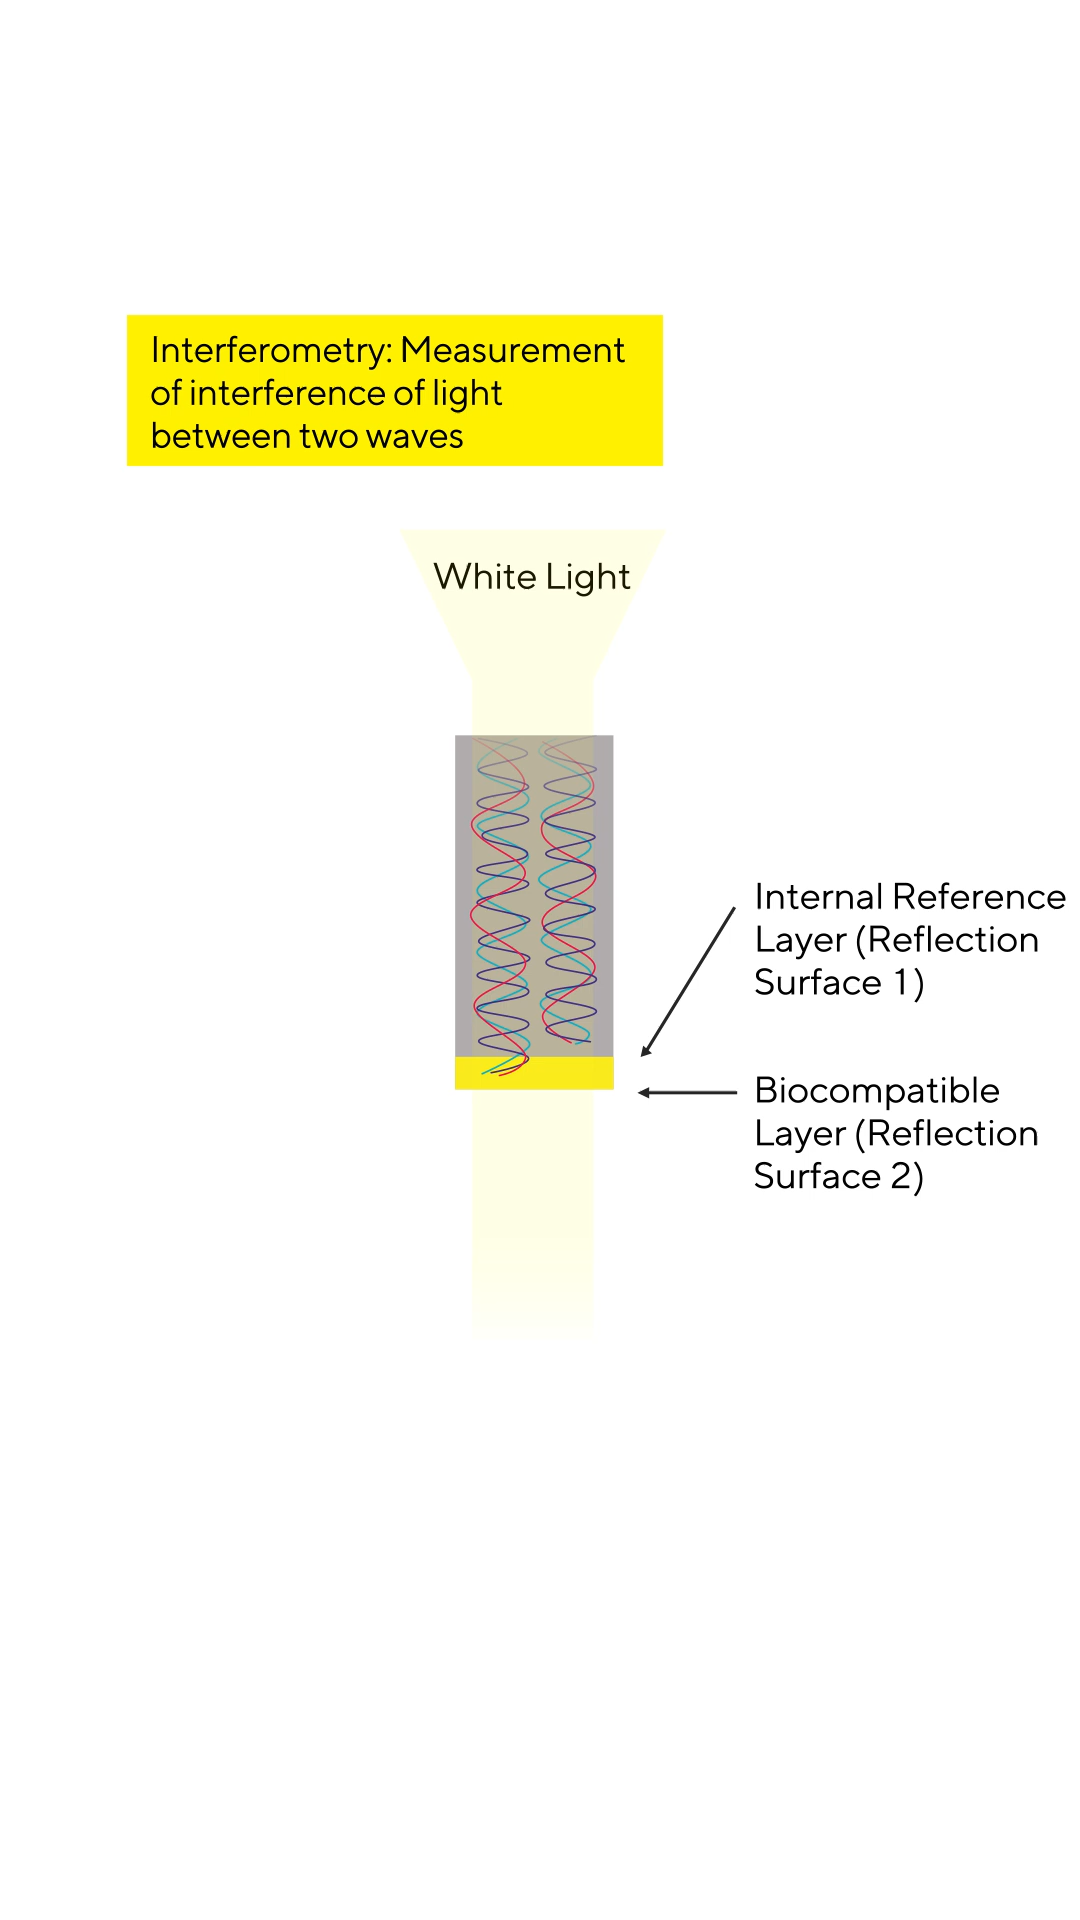 Interferometry: Measurement
of interference of light
between two waves
White Light
Internal Reference
Layer (Reflection
Surface 1)
Biocompatible
Layer (Reflection
Surface 2)